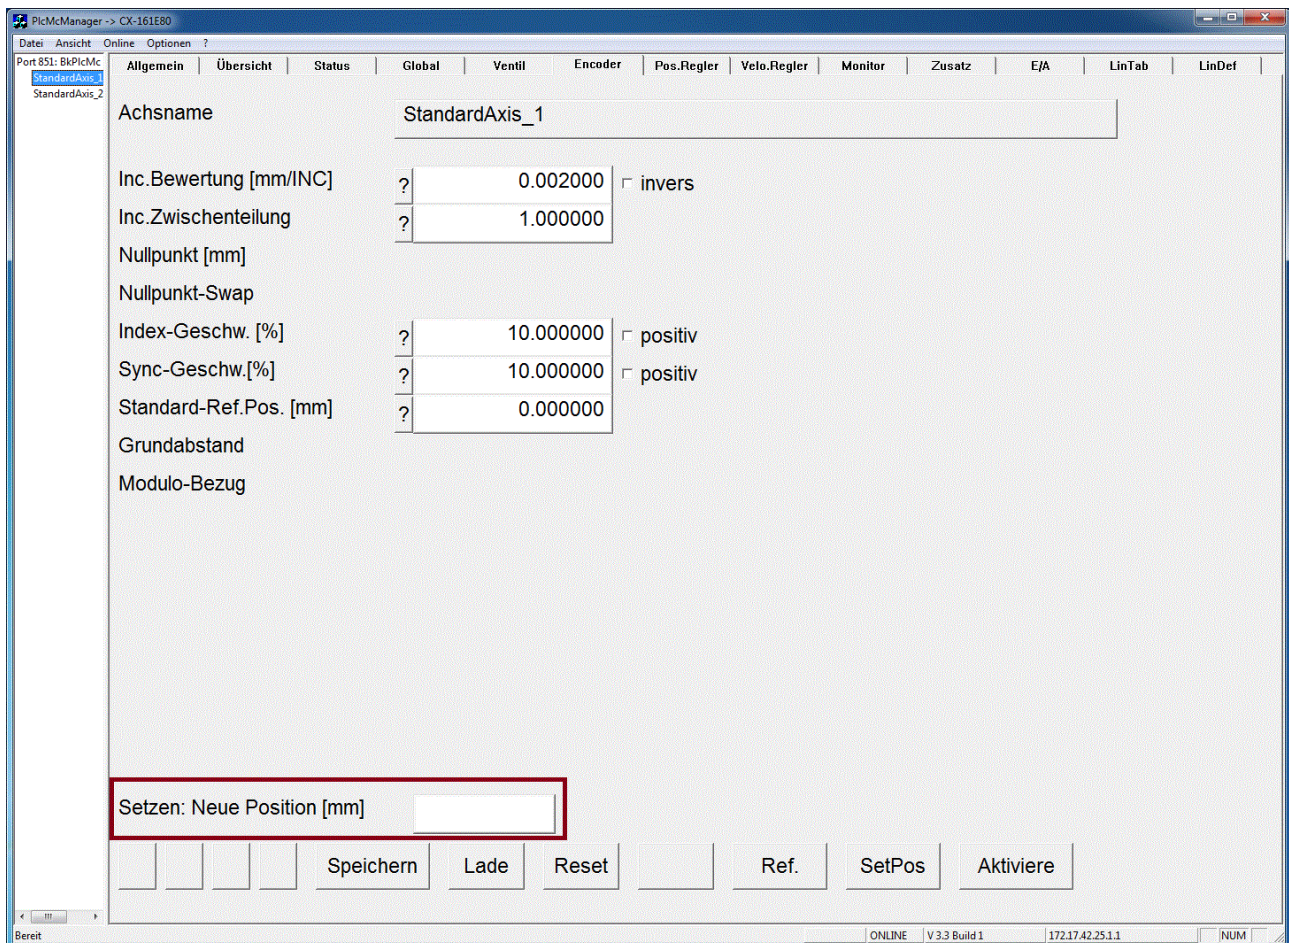 PlcMcManager -> CX-161E80
Datei Ansicht Online Optionen ?
Port 851: BkPlcMc
StandardAxis_1
StandardAxis_2
Allgemein Übersicht Status Global Ventil Encoder Pos.Regler Velo.Regler Monitor Zusatz E/A LinTab LinDef
Achsname StandardAxis_1
Inc.Bewertung [mm/INC] ? 0.002000 invers
Inc.Zwischenteilung ? 1.000000
Nullpunkt [mm]
Nullpunkt-Swap
Index-Geschw. [%] ? 10.000000 positiv
Sync-Geschw.[%] ? 10.000000 positiv
Standard-Ref.Pos. [mm] ? 0.000000
Grundabstand
Modulo-Bezug
Setzen: Neue Position [mm]
Speichern Lade Reset Ref. SetPos Aktiviere
Bereit ONLINE V 3.3 Build 1 172.17.42.25.1.1 NUM